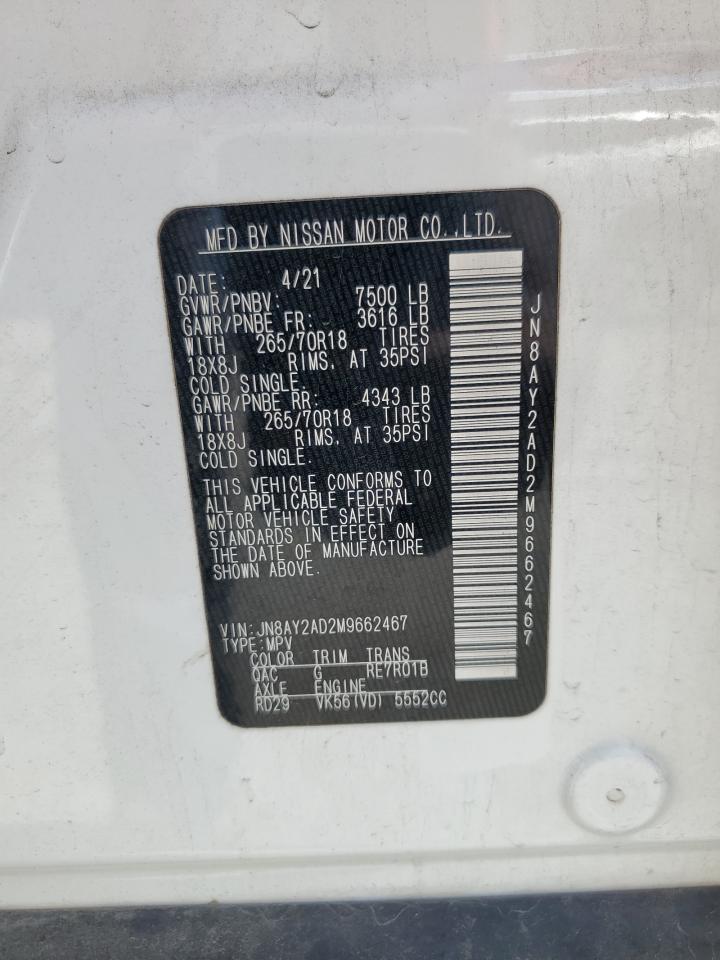 MFD BY NISSAN MOTOR CO.,LTD.
DATE: 4/21
GVWR/PNBV: 7500 LB
GAWR/PNBE FR: 3616 LB
WITH 265/70R18 TIRES
18X8J RIMS, AT 35PSI
COLD SINGLE.
GAWR/PNBE RR: 4343 LB
WITH 265/70R18 TIRES
18X8J RIMS, AT 35PSI
COLD SINGLE.
THIS VEHICLE CONFORMS TO
ALL APPLICABLE FEDERAL
MOTOR VEHICLE SAFETY
STANDARDS IN EFFECT ON
THE DATE OF MANUFACTURE
SHOWN ABOVE.
VIN:JN8AY2AD2M9662467
TYPE:MPV
COLOR TRIM TRANS
QAC G RE7R01B
AXLE ENGINE
RD29 VK56(VD) 5552CC
JN8AY2AD2M9662467